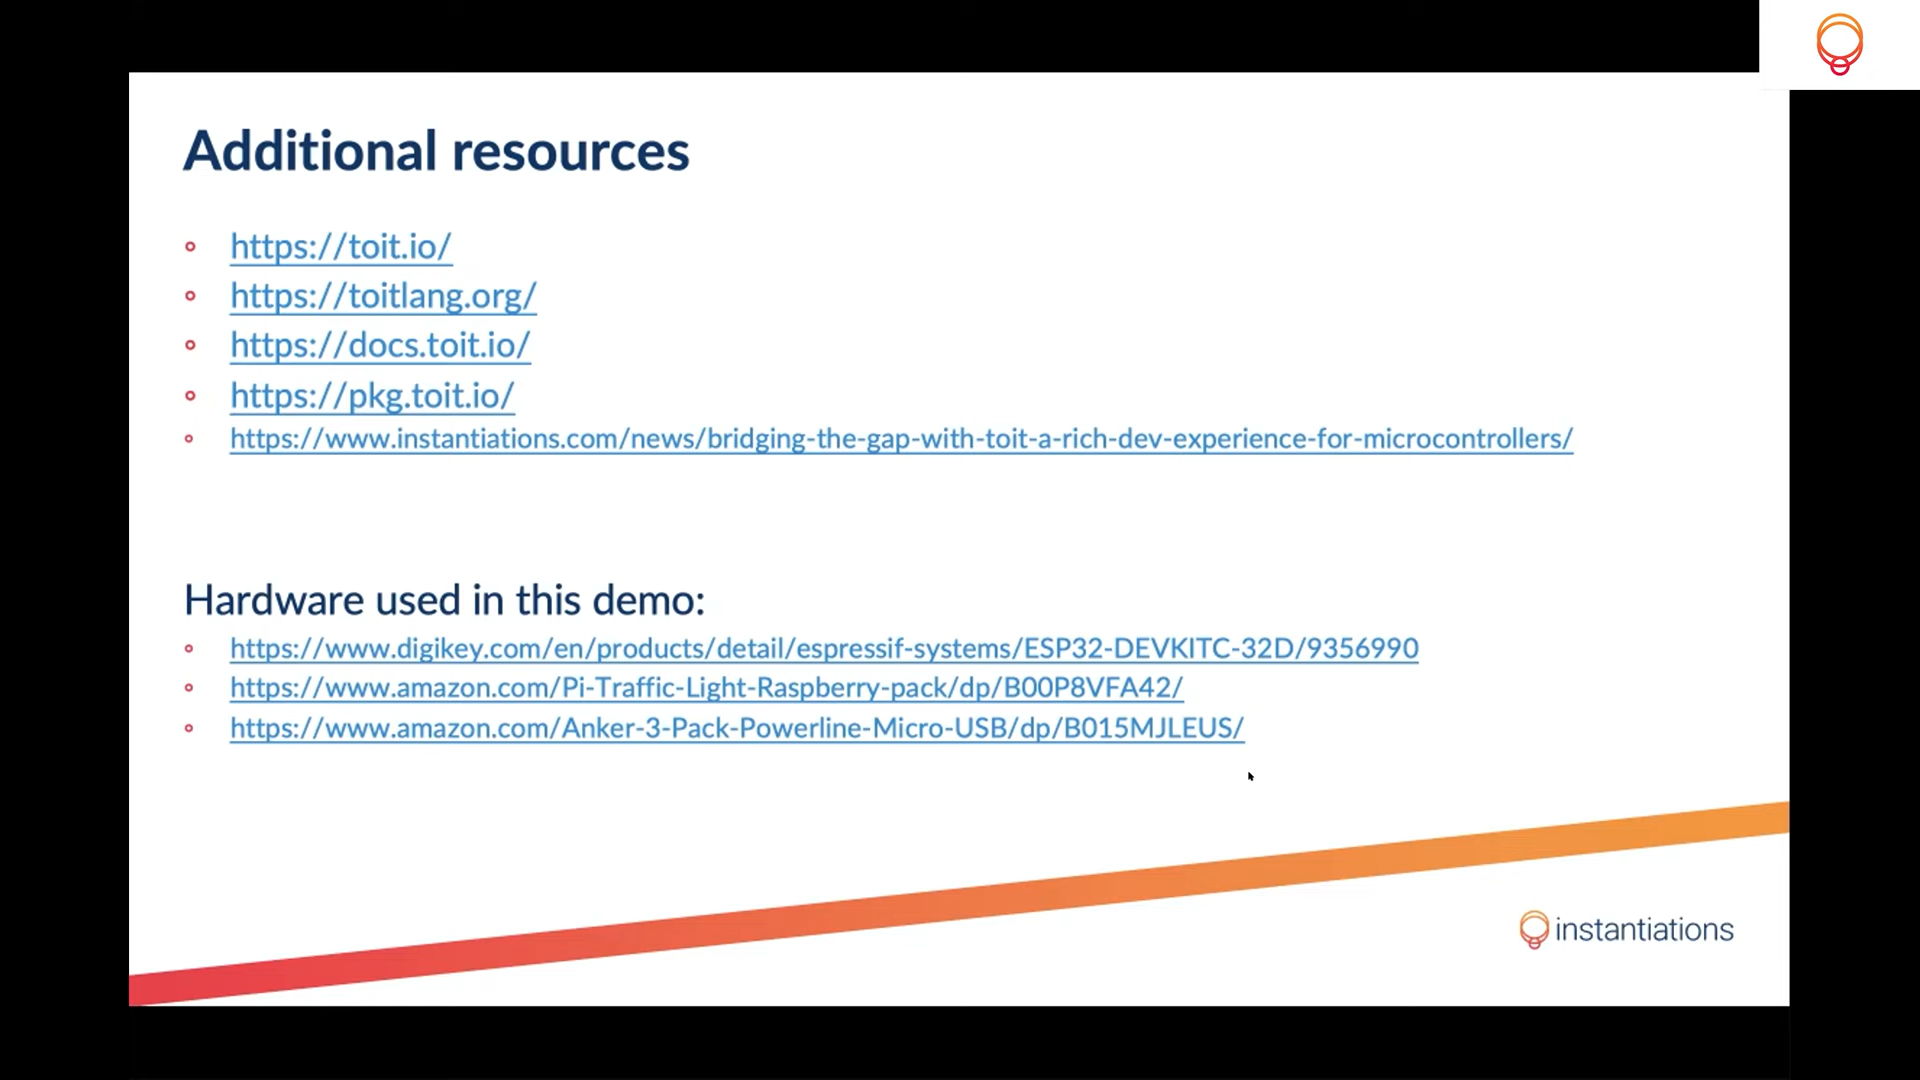 Additional resources
https://toit.io/
https://toitlang.org/
https://docs.toit.io/
https://pkg.toit.io/
https://www.instantiations.com/news/bridging-the-gap-with-toit-a-rich-dev-experience-for-microcontrollers/
Hardware used in this demo:
https://www.digikey.com/en/products/detail/espressif-systems/ESP32-DEVKITC-32D/9356990
https://www.amazon.com/Pi-Traffic-Light-Raspberry-pack/dp/B00P8VFA42/
https://www.amazon.com/Anker-3-Pack-Powerline-Micro-USB/dp/B015MJLEUS/
instantiations